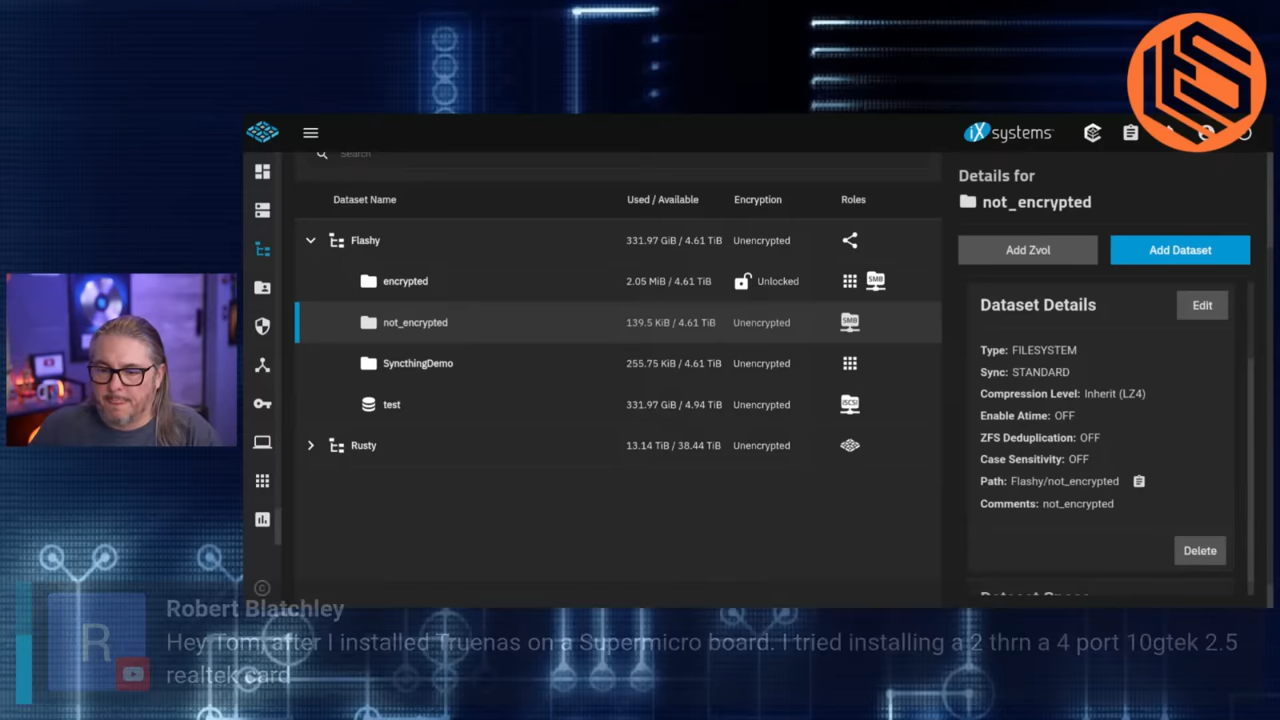 iX systems
Search
Details for
not_encrypted
Dataset Name Used / Available Encryption Roles
Add Zvol Add Dataset
Flashy 331.97 GiB / 4.61 TiB Unencrypted
encrypted 2.05 MiB / 4.61 TiB Unlocked SMB
Dataset Details Edit
not_encrypted 139.5 KiB / 4.61 TiB Unencrypted SMB
Type: FILESYSTEM
SyncthingDemo 255.75 KiB / 4.61 TiB Unencrypted
Sync: STANDARD
Compression Level: Inherit (LZ4)
test 331.97 GiB / 4.94 TiB Unencrypted iSCSI
Enable Atime: OFF
ZFS Deduplication: OFF
Rusty 13.14 TiB / 38.44 TiB Unencrypted
Case Sensitivity: OFF
Path: Flashy/not_encrypted
Comments: not_encrypted
Delete
R
Robert Blatchley
Hey Tom, after I installed Truenas on a Supermicro board. I tried installing a 2 thrn a 4 port 10gtek 2.5
realtek card